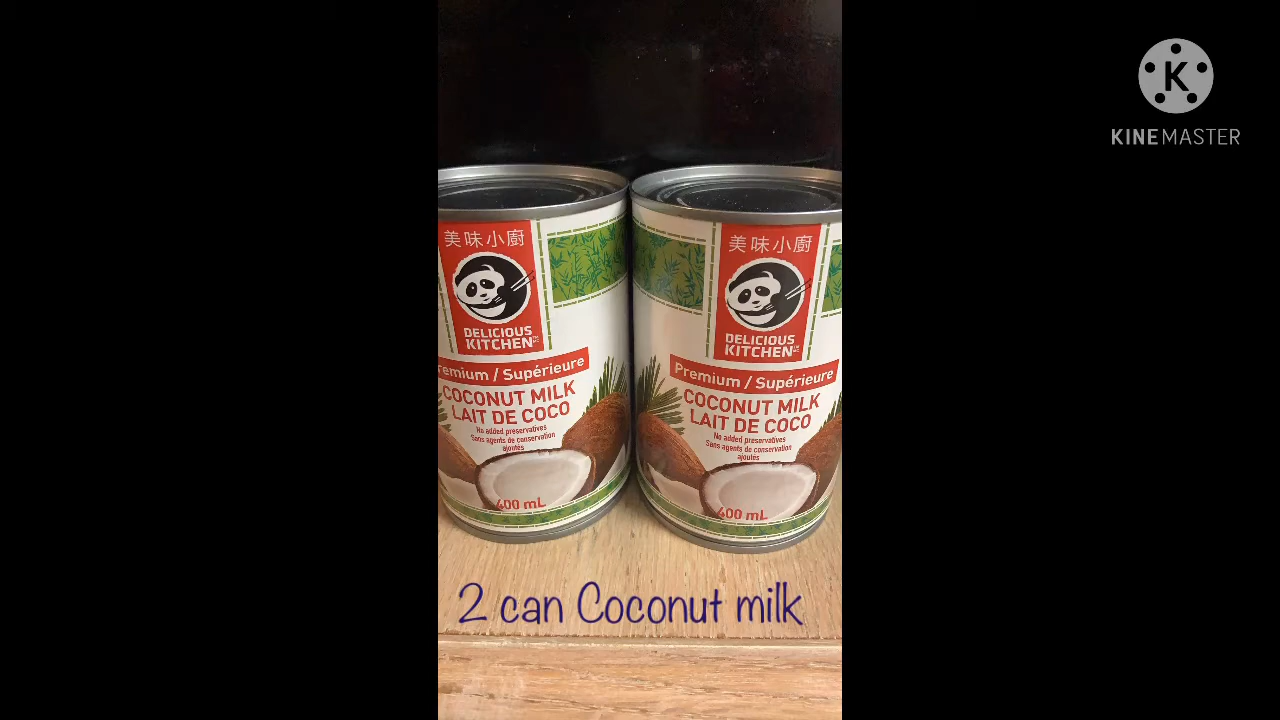 美味小廚
DELICIOUS
KITCHEN
remium / Supérieure
COCONUT MILK
LAIT DE COCO
No added preservatives
Sans agents de conservation
ajoutés
400 mL
美味小廚
DELICIOUS
KITCHEN
Premium / Supérieure
COCONUT MILK
LAIT DE COCO
No added preservatives
Sans agents de conservation
ajoutés
400 mL
2 can Coconut milk
K
KINEMASTER